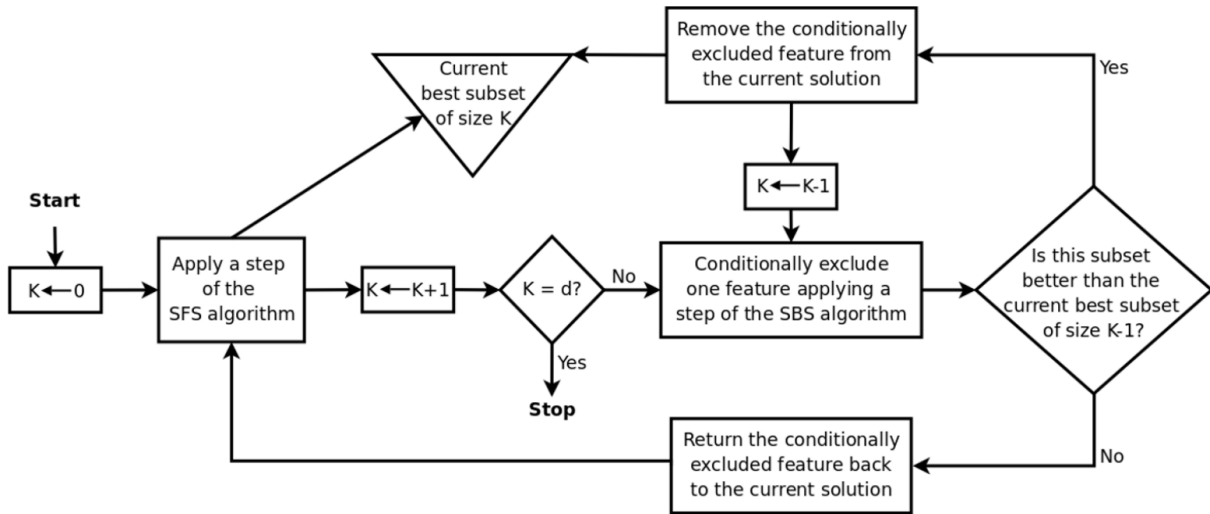 Start
K←0
Apply a step
of the
SFS algorithm
Current
best subset
of size K
K←K+1
K = d?
No
Yes
Stop
Remove the conditionally
excluded feature from
the current solution
K←K-1
Conditionally exclude
one feature applying a
step of the SBS algorithm
Is this subset
better than the
current best subset
of size K-1?
Yes
No
Return the conditionally
excluded feature back
to the current solution